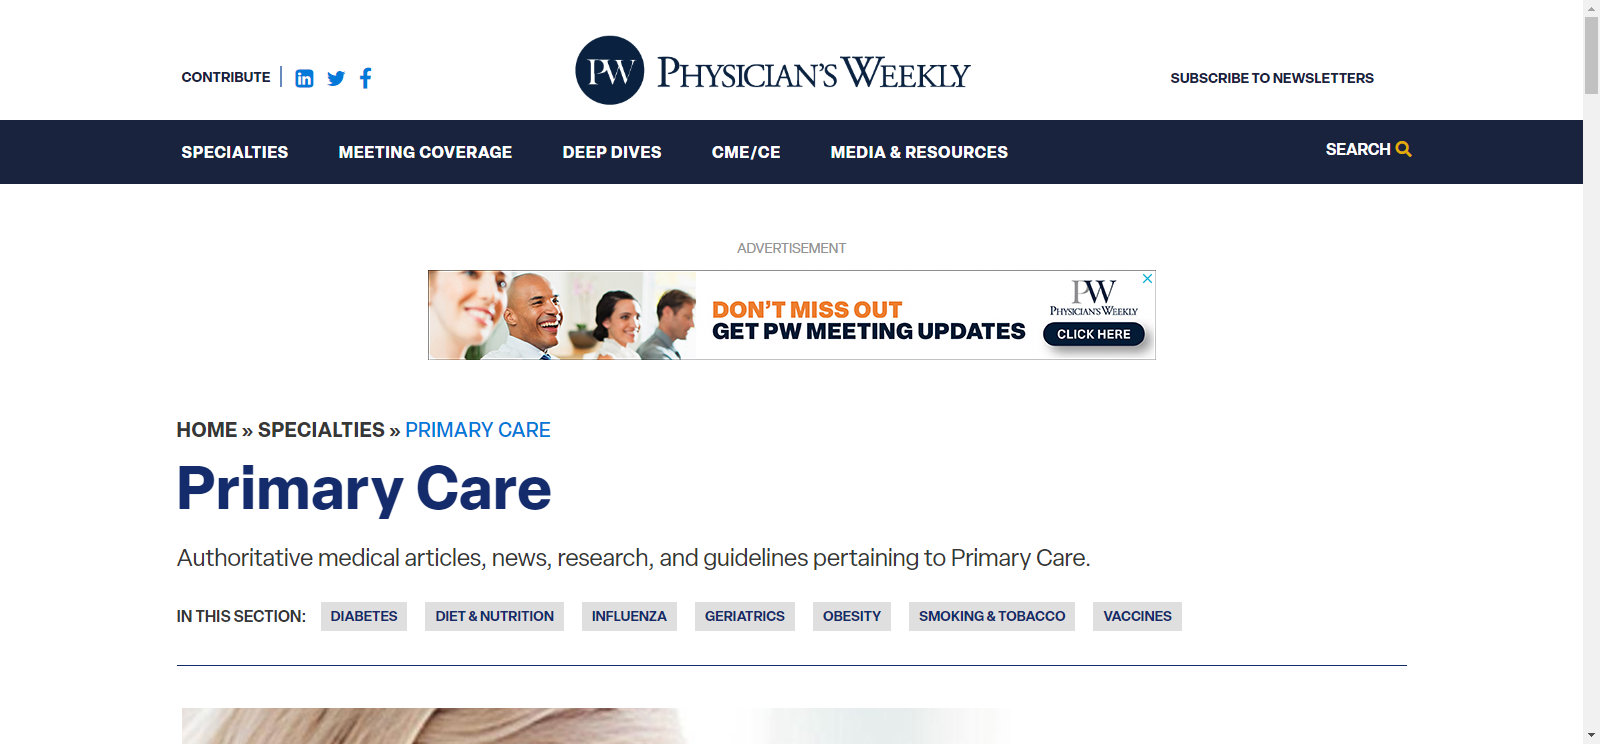 CONTRIBUTE
PW PHYSICIAN'S WEEKLY
SUBSCRIBE TO NEWSLETTERS
SPECIALTIES MEETING COVERAGE DEEP DIVES CME/CE MEDIA & RESOURCES SEARCH
ADVERTISEMENT
DON'T MISS OUT
GET PW MEETING UPDATES
PW
PHYSICIAN'S WEEKLY
CLICK HERE
HOME » SPECIALTIES » PRIMARY CARE
Primary Care
Authoritative medical articles, news, research, and guidelines pertaining to Primary Care.
IN THIS SECTION: DIABETES DIET & NUTRITION INFLUENZA GERIATRICS OBESITY SMOKING & TOBACCO VACCINES